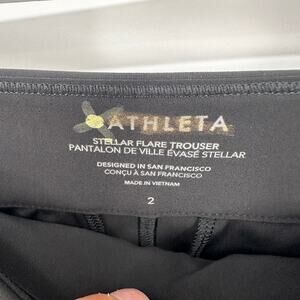 ATHLETA
STELLAR FLARE TROUSER
PANTALON DE VILLE ÉVASÉ STELLAR
DESIGNED IN SAN FRANCISCO
CONÇU À SAN FRANCISCO
MADE IN VIETNAM
2